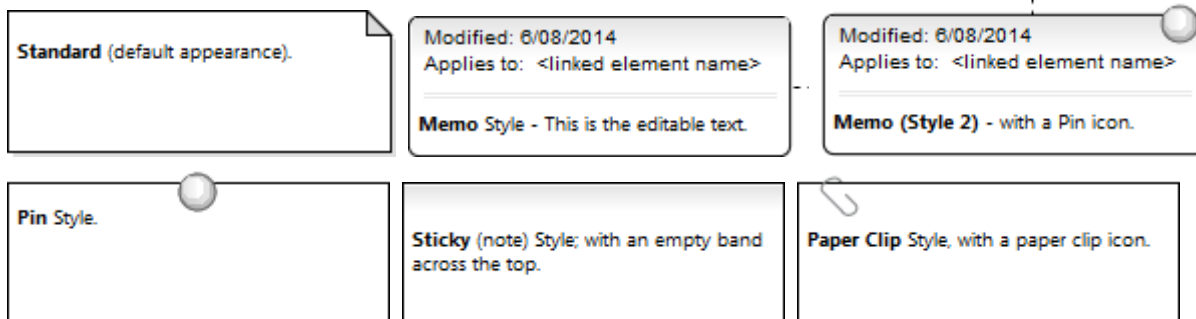 Standard (default appearance).
Modified: 6/08/2014
Applies to: <linked element name>
Memo Style - This is the editable text.
Modified: 6/08/2014
Applies to: <linked element name>
Memo (Style 2) - with a Pin icon.
Pin Style.
Sticky (note) Style; with an empty band
across the top.
Paper Clip Style, with a paper clip icon.